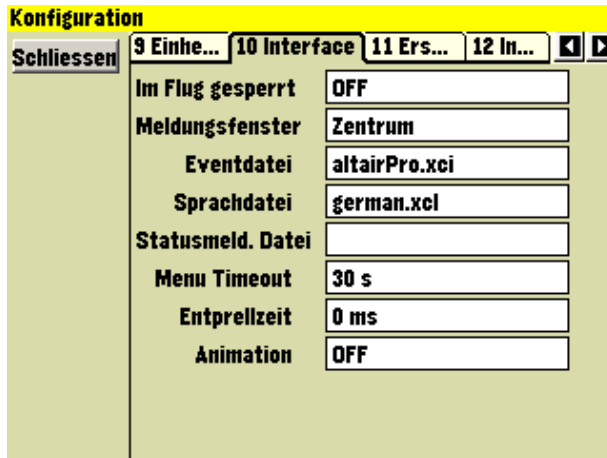 Konfiguration
Schliessen
9 Einhe... 10 Interface 11 Ers... 12 In...
Im Flug gesperrt OFF
Meldungsfenster Zentrum
Eventdatei altairPro.xci
Sprachdatei german.xcl
Statusmeld. Datei
Menu Timeout 30 s
Entprellzeit 0 ms
Animation OFF